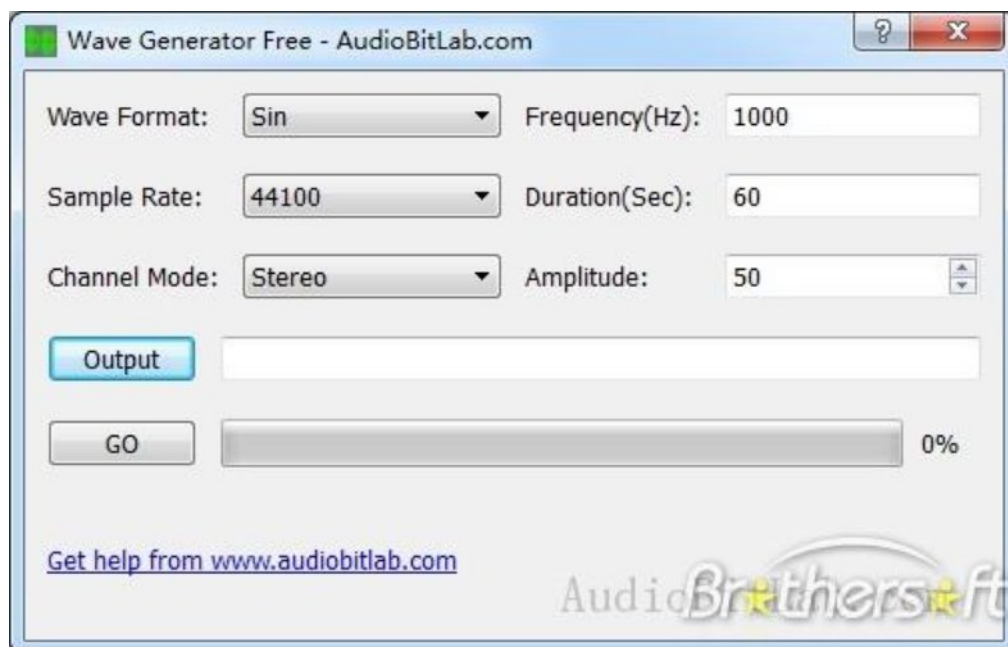 Wave Generator Free - AudioBitLab.com
Wave Format: Sin Frequency(Hz): 1000
Sample Rate: 44100 Duration(Sec): 60
Channel Mode: Stereo Amplitude: 50
Output
GO 0%
Get help from www.audiobitlab.com
Brothersoft